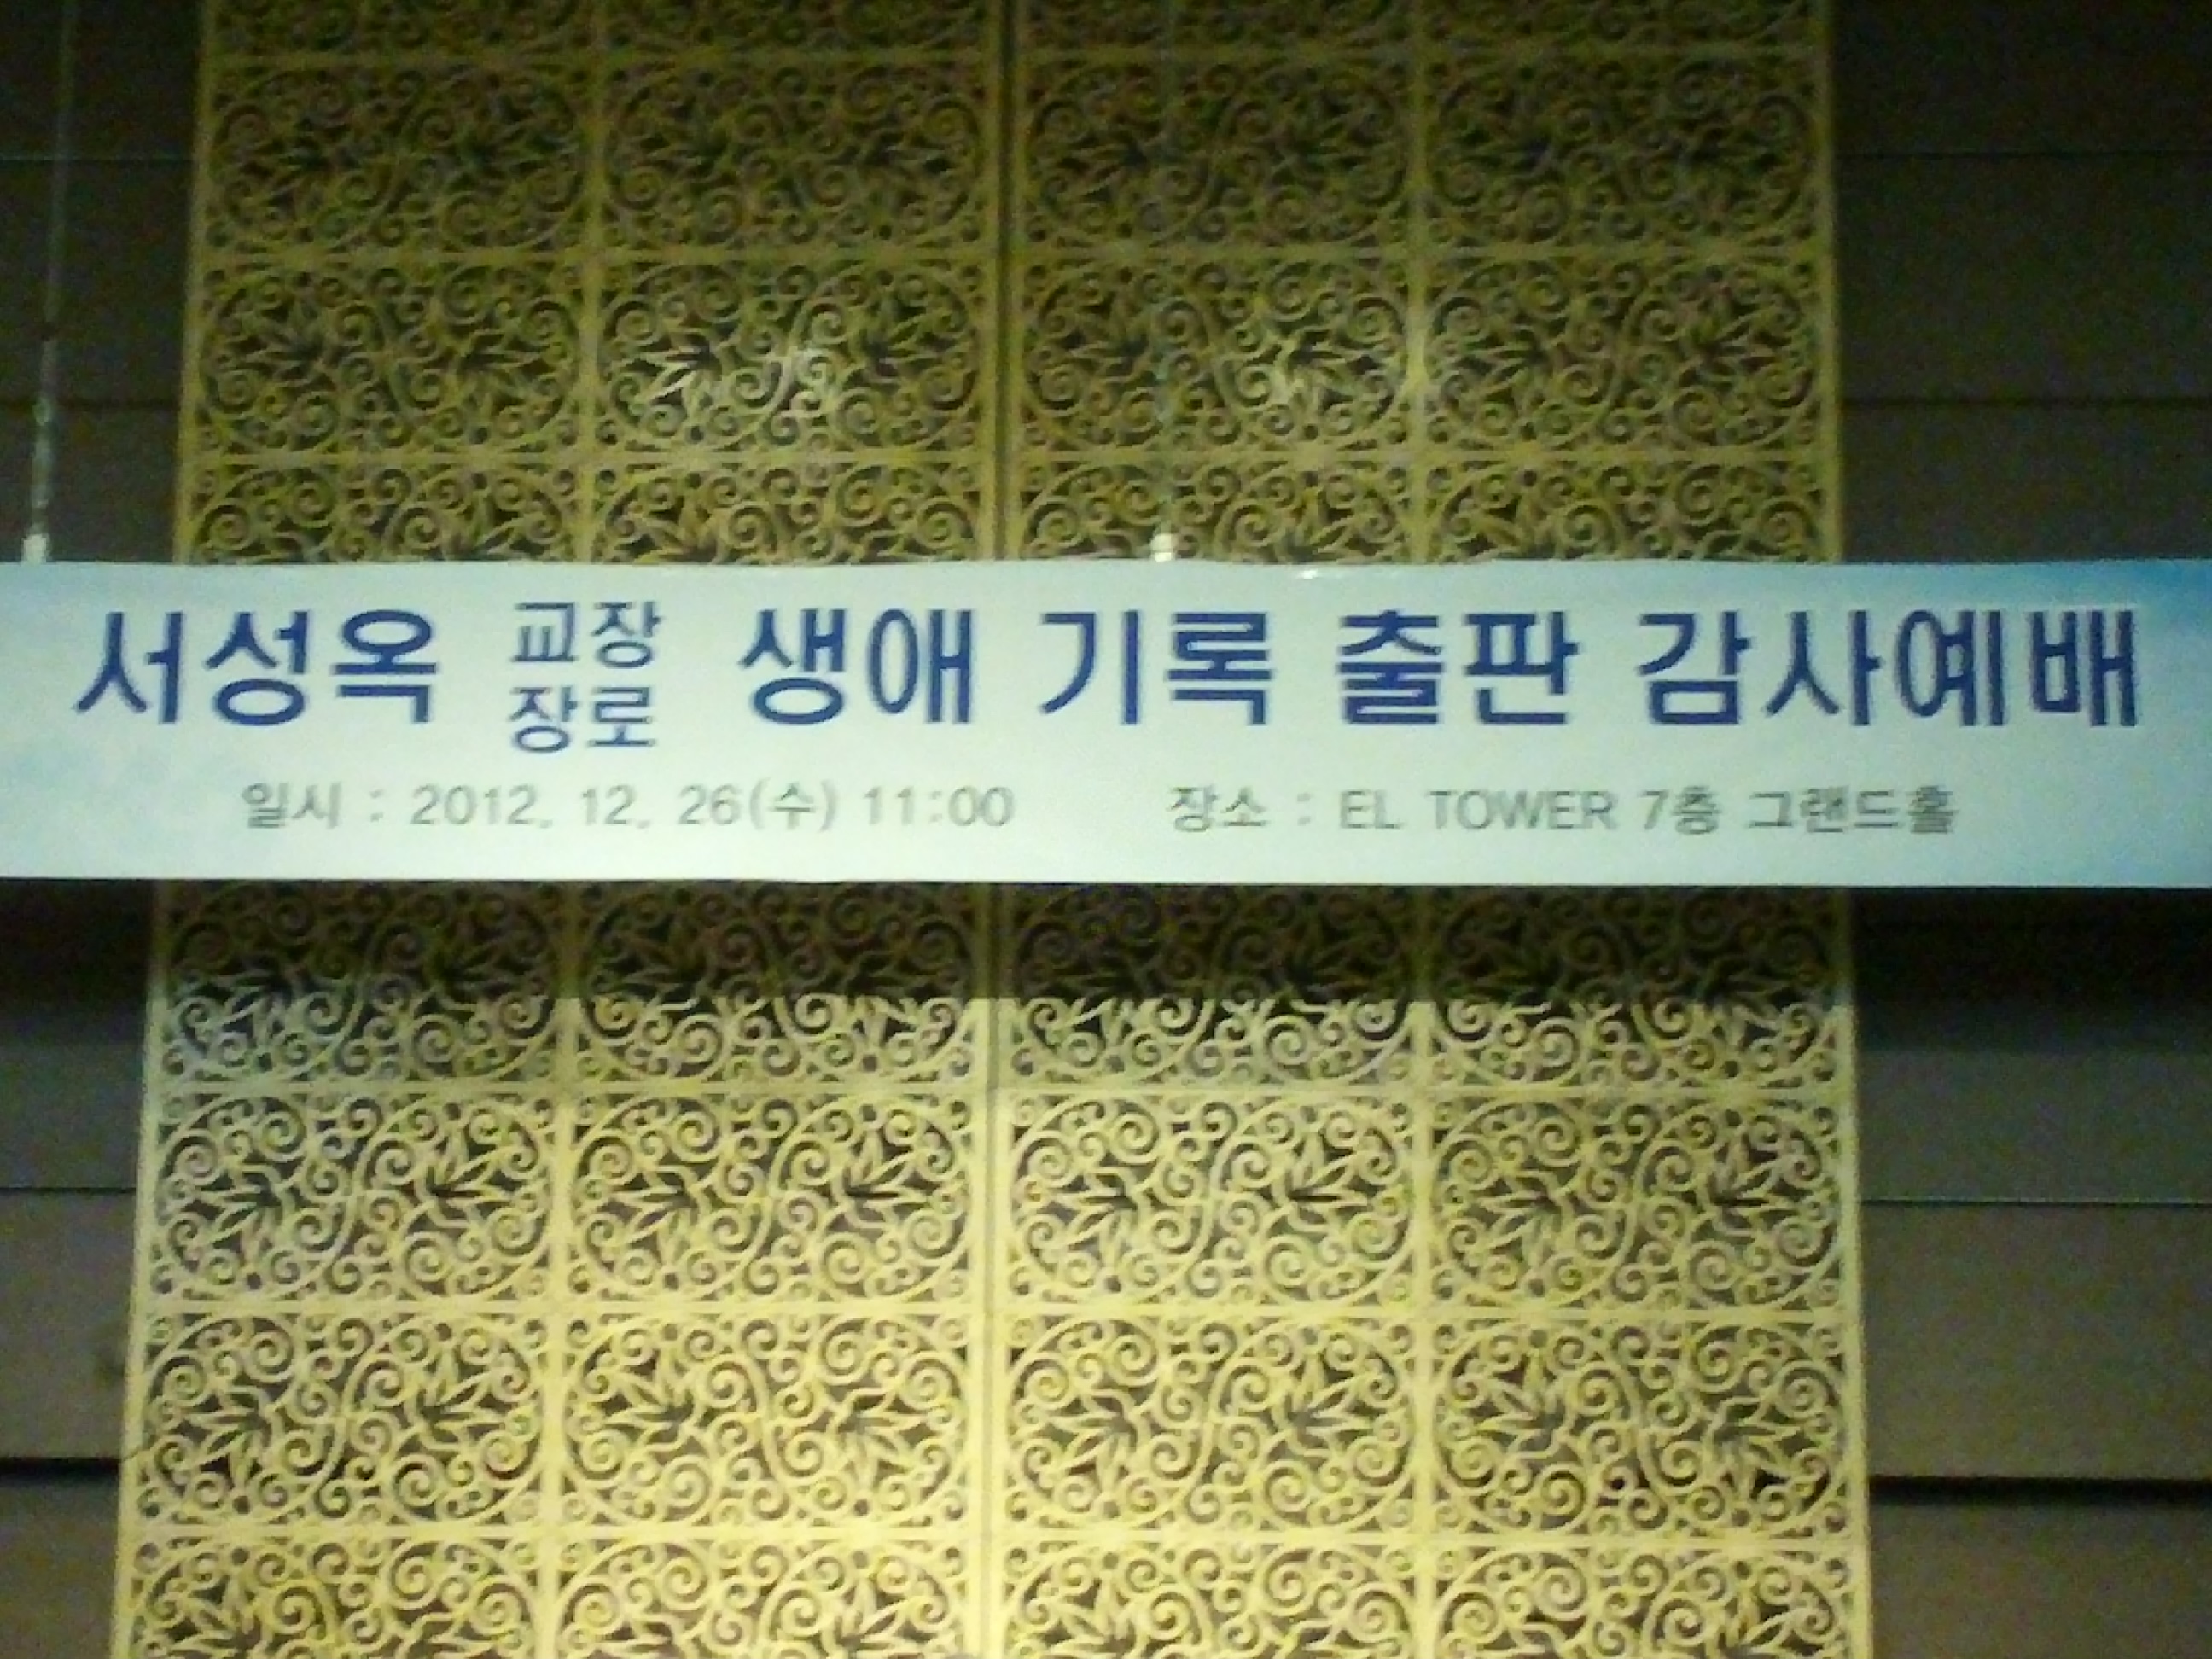 서성옥 교장 장로 생애 기록 출판 감사예배
일시 : 2012. 12. 26(수) 11:00 장소 : EL TOWER 7층 그랜드홀